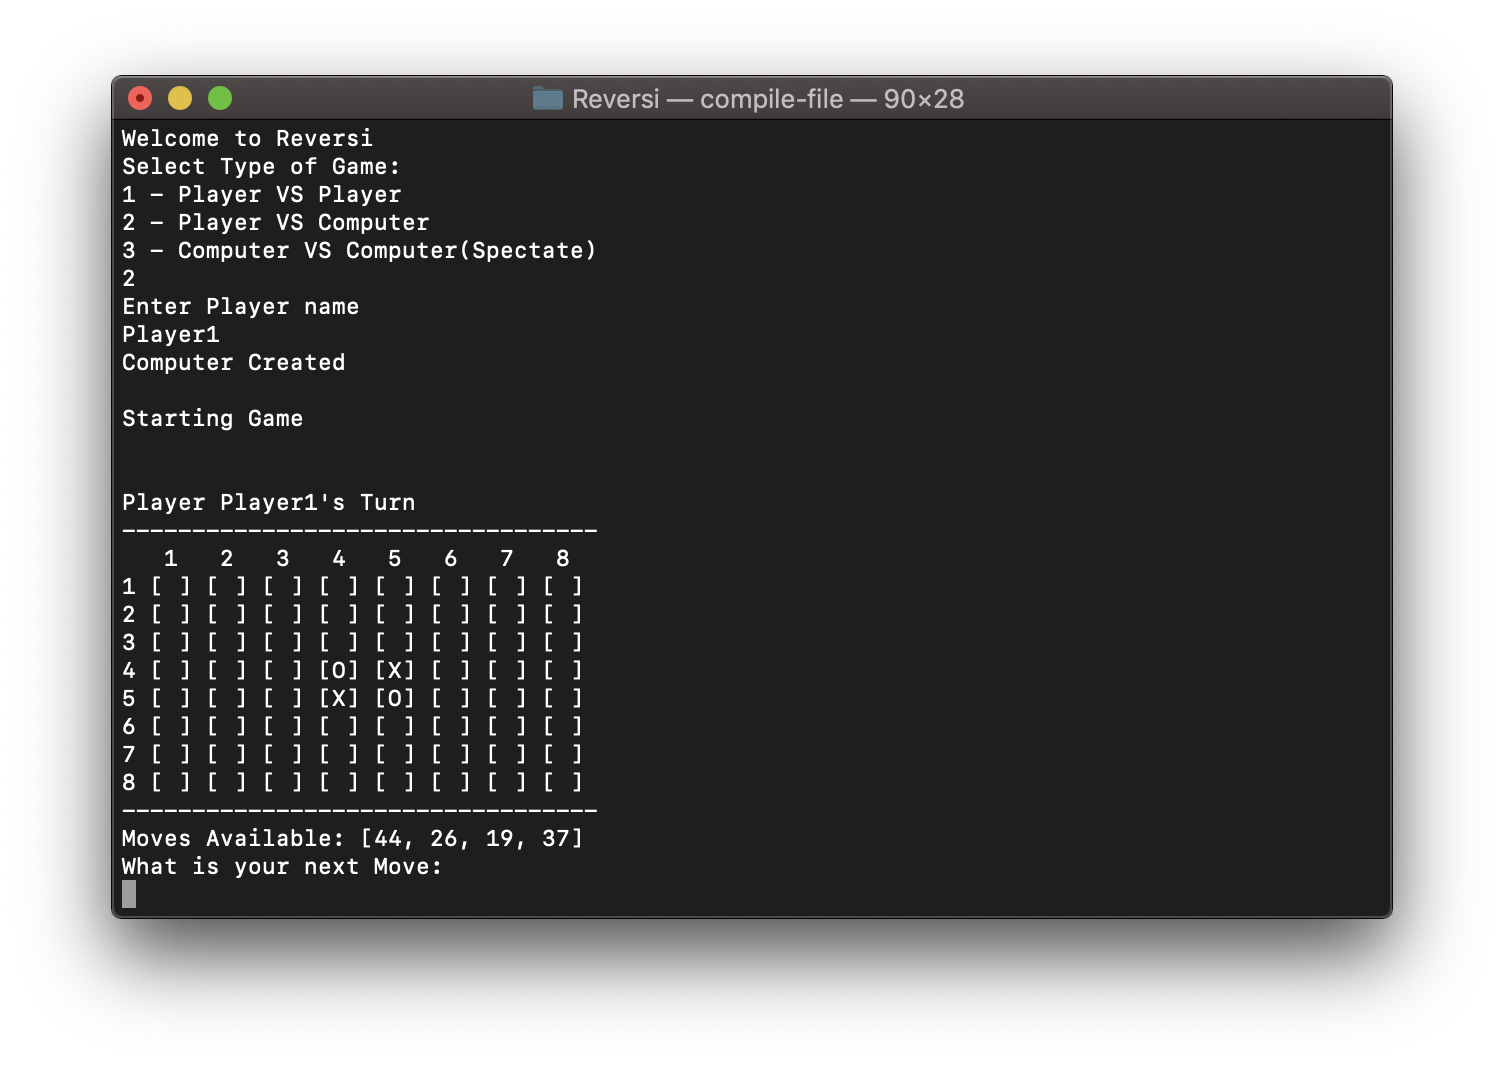 Reversi — compile-file — 90×28
Welcome to Reversi
Select Type of Game:
1 – Player VS Player
2 – Player VS Computer
3 – Computer VS Computer(Spectate)
2
Enter Player name
Player1
Computer Created
Starting Game
Player Player1's Turn
----------------------------------
1 2 3 4 5 6 7 8
1 [ ] [ ] [ ] [ ] [ ] [ ] [ ] [ ]
2 [ ] [ ] [ ] [ ] [ ] [ ] [ ] [ ]
3 [ ] [ ] [ ] [ ] [ ] [ ] [ ] [ ]
4 [ ] [ ] [ ] [O] [X] [ ] [ ] [ ]
5 [ ] [ ] [ ] [X] [O] [ ] [ ] [ ]
6 [ ] [ ] [ ] [ ] [ ] [ ] [ ] [ ]
7 [ ] [ ] [ ] [ ] [ ] [ ] [ ] [ ]
8 [ ] [ ] [ ] [ ] [ ] [ ] [ ] [ ]
----------------------------------
Moves Available: [44, 26, 19, 37]
What is your next Move: